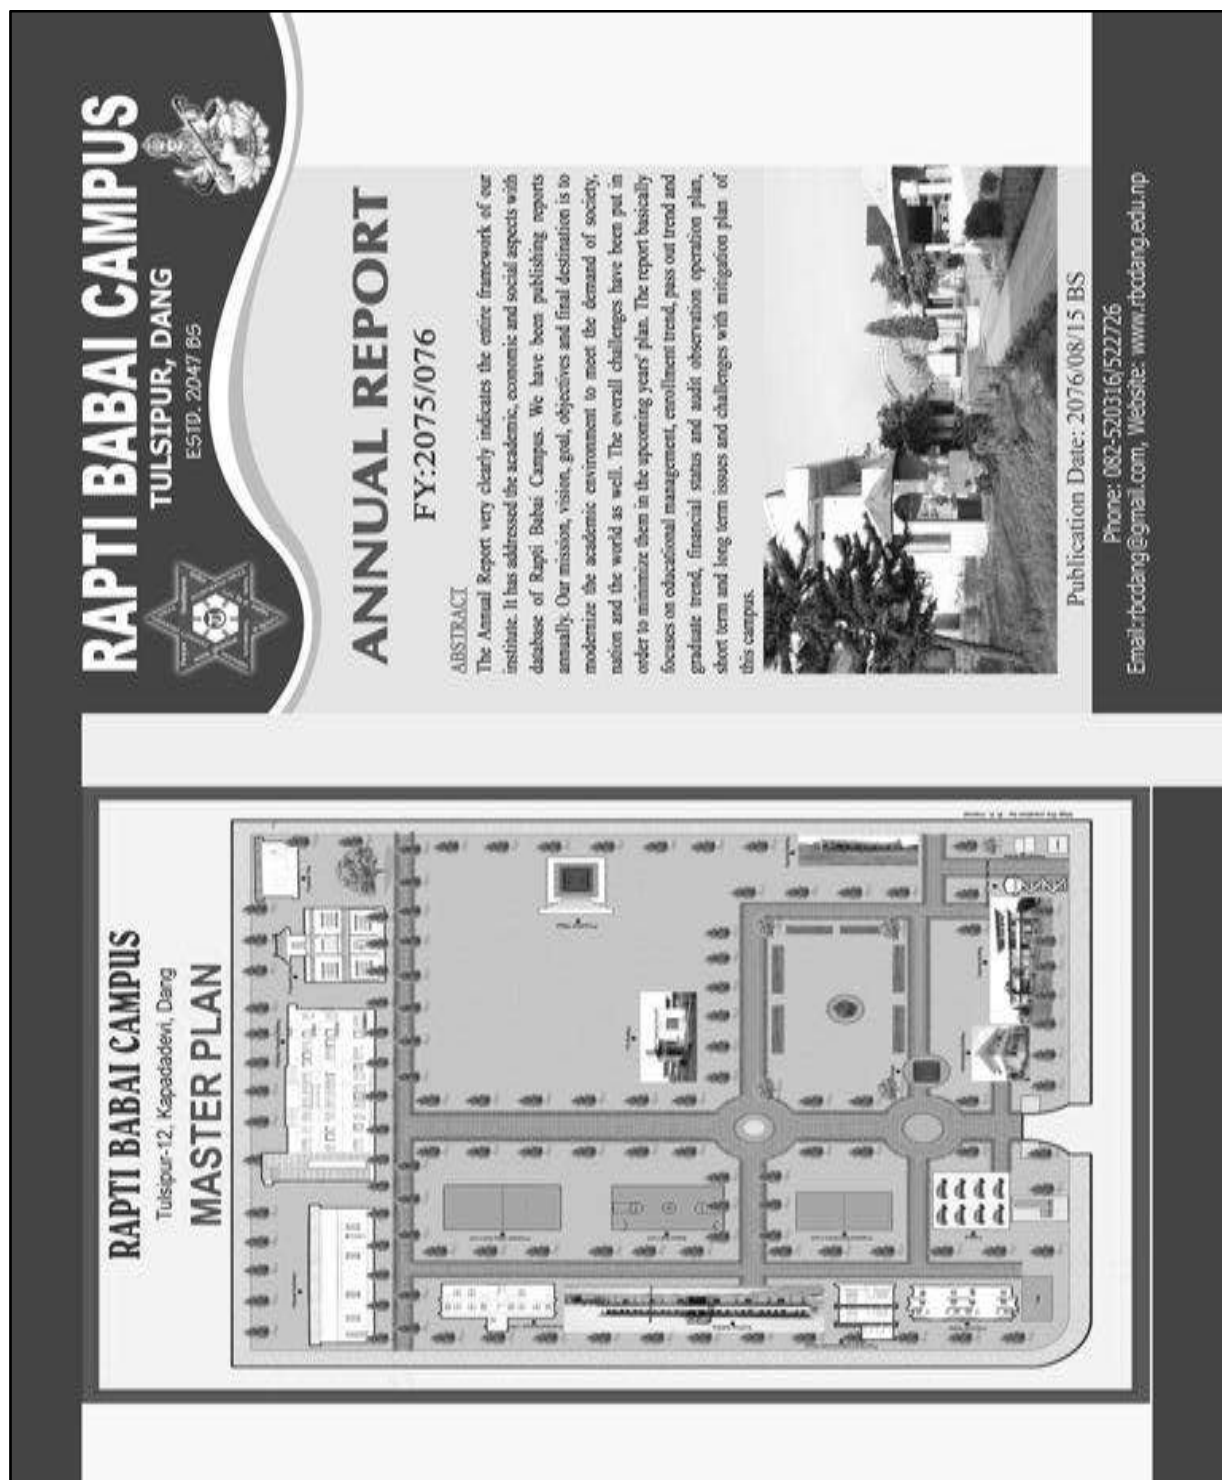 RAPTI BABAI CAMPUS
TULSIPUR, DANG
ESTD. 2047 BS
ANNUAL REPORT
FY:2075/076
ABSTRACT
The Annual Report very clearly indicates the entire framework of our
institute. It has addressed the academic, economic and social aspects with
database of Rapti Babai Campus. We have been publishing reports
annually. Our mission, vision, goal, objectives and final destination is to
modernize the academic environment to meet the demand of society,
nation and the world as well. The overall challenges have been put in
order to minimize them in the upcoming years' plan. The report basically
focuses on educational management, enrollment trend, pass out trend and
graduate trend, financial status and audit observation operation plan,
short term and long term issues and challenges with mitigation plan of
this campus.
Publication Date: 2076/08/15 BS
Phone: 082-520316/522726
Email:rbcdang@gmail.com, Website: www.rbcdang.edu.np
RAPTI BABAI CAMPUS
Tulsipur-12, Kapadadevi, Dang
MASTER PLAN